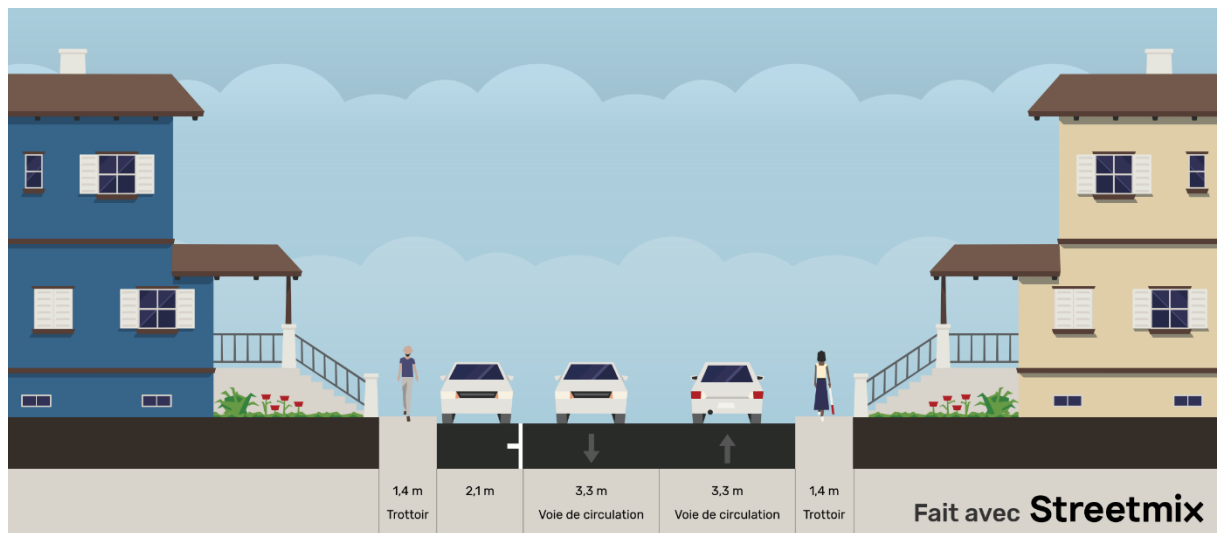 1,4 m
Trottoir
2,1 m
3,3 m
Voie de circulation
3,3 m
Voie de circulation
1,4 m
Trottoir
Fait avec Streetmix